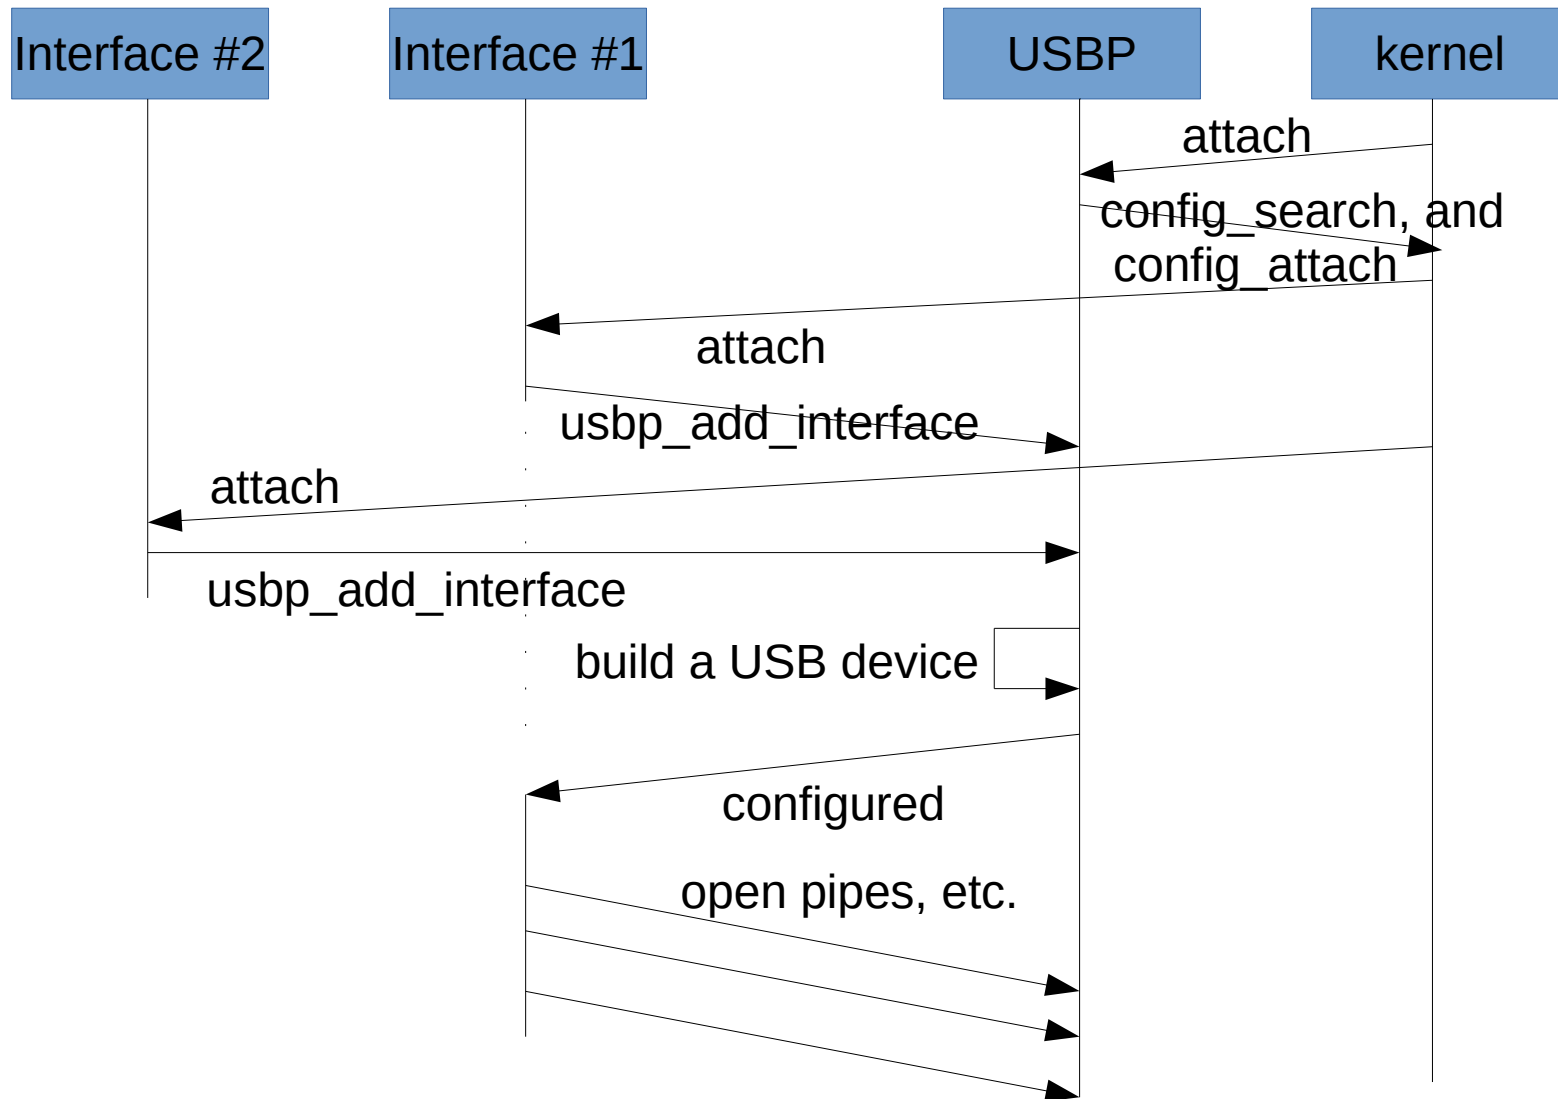 Interface #2
Interface #1
USBP
kernel
attach
config_search, and
config_attach
attach
usbp_add_interface
attach
usbp_add_interface
build a USB device
configured
open pipes, etc.